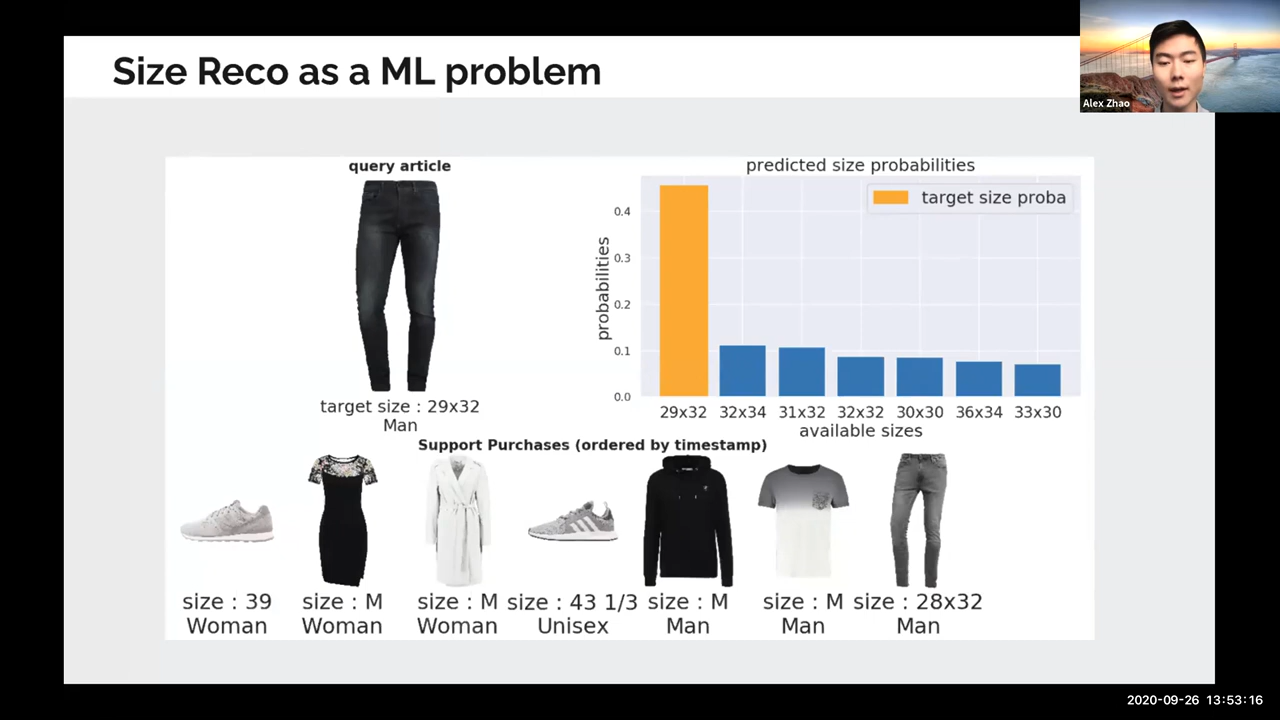 Size Reco as a ML problem
Alex Zhao
query article
target size : 29x32
Man
predicted size probabilities
target size proba
probabilities
0.4
0.3
0.2
0.1
0.0
29x32 32x34 31x32 32x32 30x30 36x34 33x30
available sizes
Support Purchases (ordered by timestamp)
size : 39 size : M size : M size : 43 1/3 size : M size : M size : 28x32
Woman Woman Woman Unisex Man Man Man
2020-09-26 13:53:16